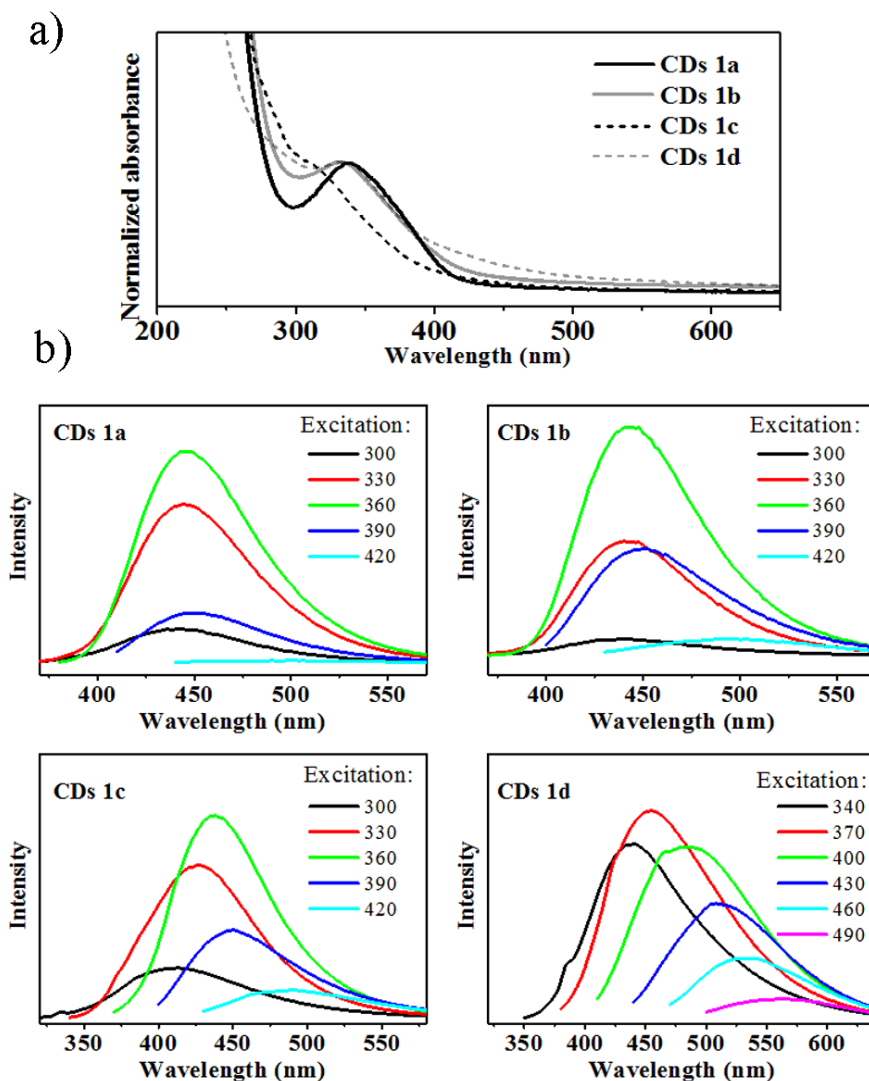 a)
Normalized absorbance
CDs 1a
CDs 1b
CDs 1c
CDs 1d
200 300 400 500 600
Wavelength (nm)
b)
CDs 1a
Excitation:
300
330
360
390
420
Intensity
400 450 500 550
Wavelength (nm)
CDs 1b
Excitation:
300
330
360
390
420
Intensity
400 450 500 550
Wavelength (nm)
CDs 1c
Excitation:
300
330
360
390
420
Intensity
350 400 450 500 550
Wavelength (nm)
CDs 1d
Excitation:
340
370
400
430
460
490
Intensity
350 400 450 500 550 600
Wavelength (nm)